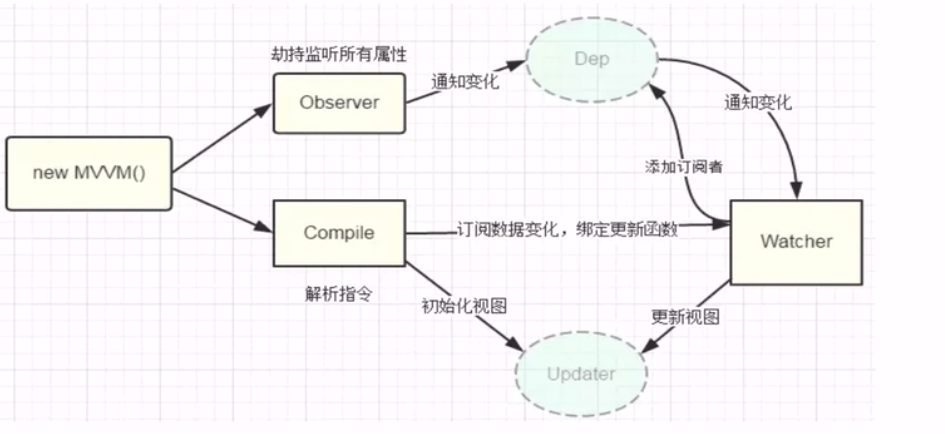 劫持监听所有属性
Observer
通知变化
Dep
通知变化
new MVVM()
添加订阅者
Compile
订阅数据变化，绑定更新函数
Watcher
解析指令
初始化视图
更新视图
Updater